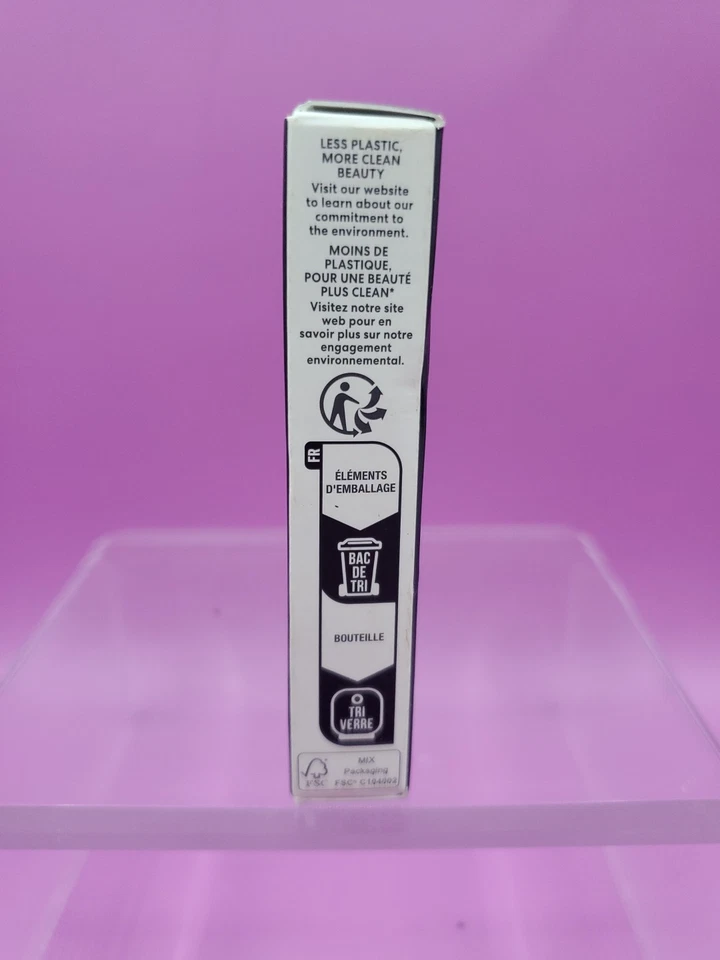 LESS PLASTIC,
MORE CLEAN
BEAUTY
Visit our website
to learn about our
commitment to
the environment.
MOINS DE
PLASTIQUE,
POUR UNE BEAUTÉ
PLUS CLEAN*
Visitez notre site
web pour en
savoir plus sur notre
engagement
environnemental.
FR
ÉLÉMENTS
D'EMBALLAGE
BAC
DE
TRI
BOUTEILLE
TRI
VERRE
MIX
Packaging
FSC